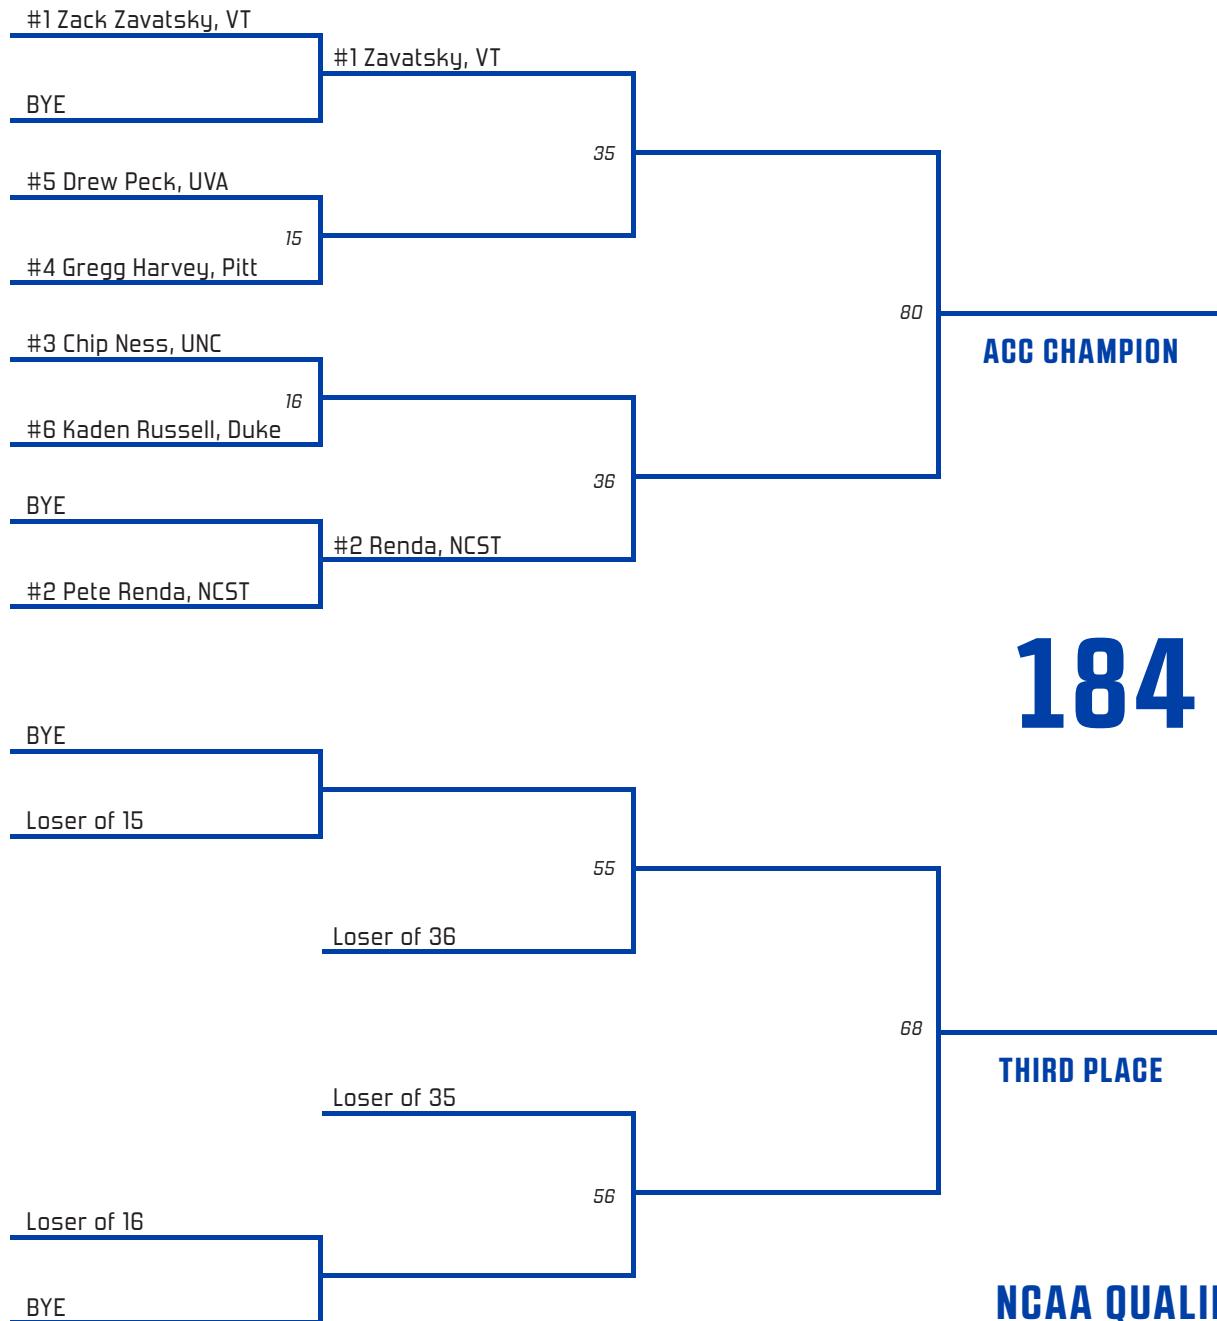 #1 Zack Zavatsky, VT
#1 Zavatsky, VT
BYE
35
#5 Drew Peck, UVA
15
#4 Gregg Harvey, Pitt
80
#3 Chip Ness, UNC
ACC CHAMPION
16
#6 Kaden Russell, Duke
36
BYE
#2 Renda, NCST
#2 Pete Renda, NCST
184
BYE
Loser of 15
55
Loser of 36
68
THIRD PLACE
Loser of 35
56
Loser of 16
BYE
NCAA